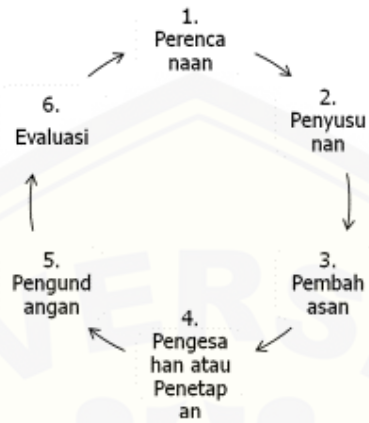 1.
Perenca
naan
2.
Penyusu
nan
3.
Pembah
asan
4.
Pengesa
han atau
Penetap
an
5.
Pengund
angan
6.
Evaluasi